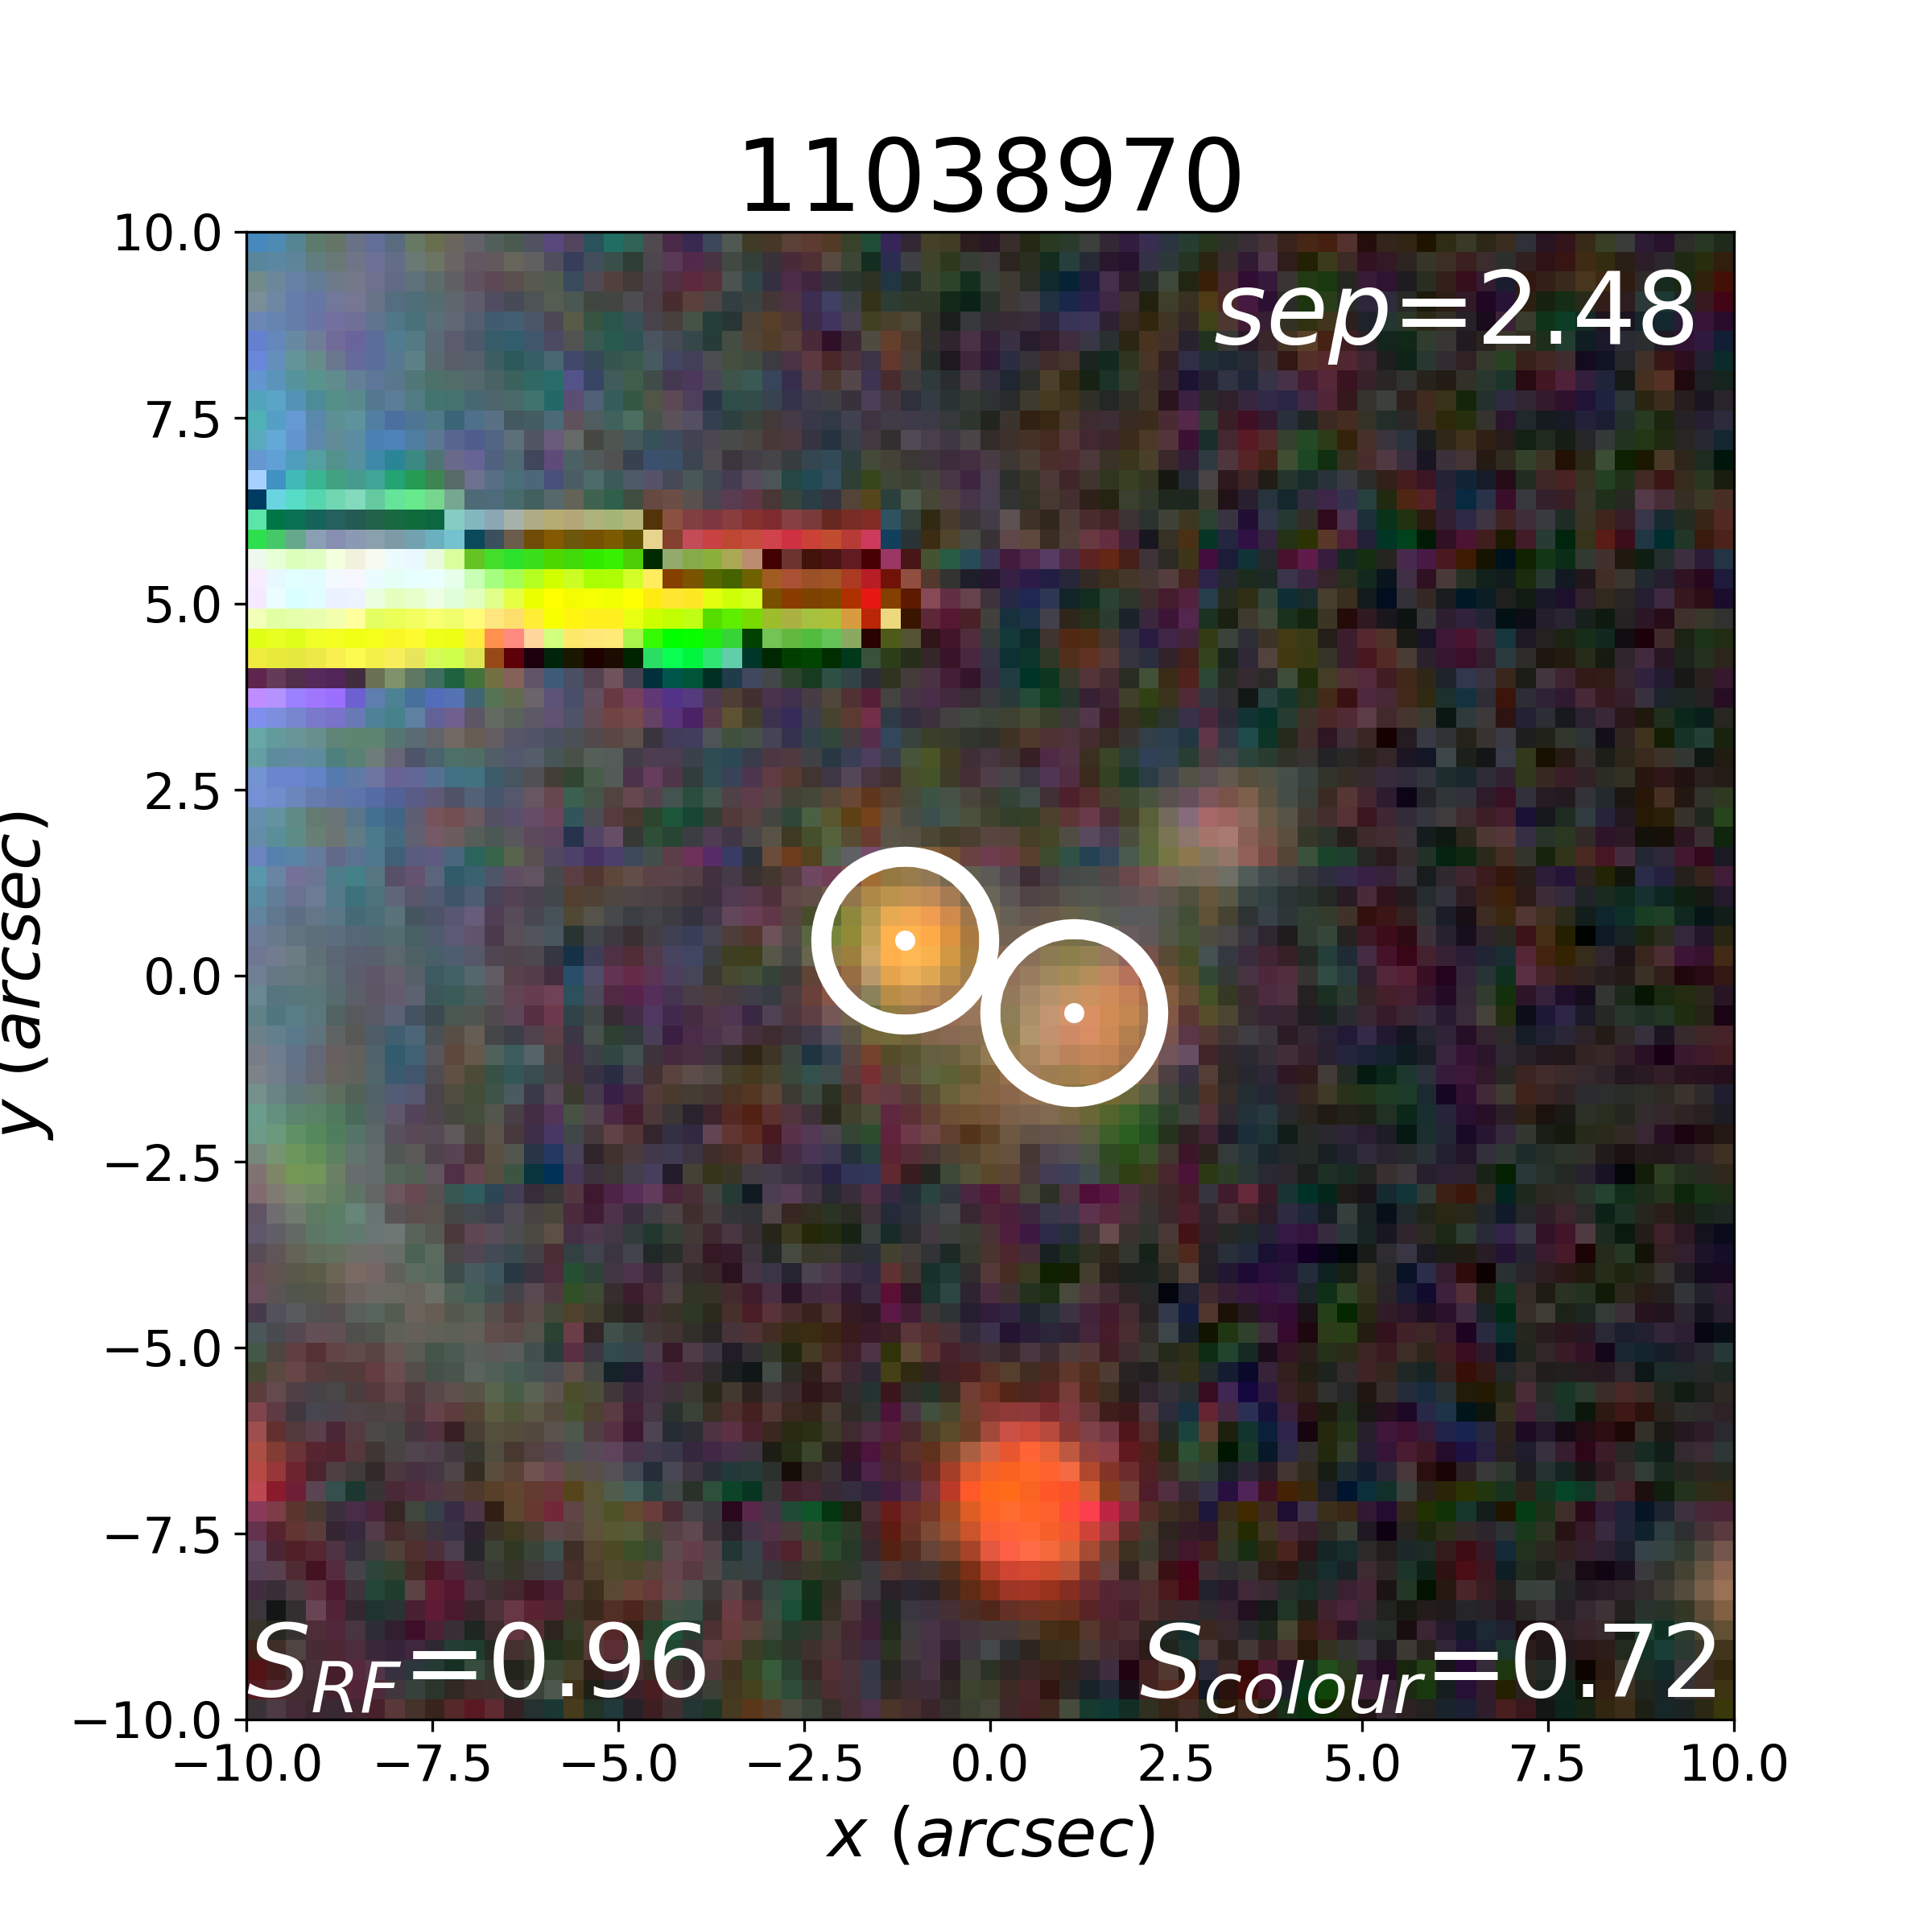 11038970
sep=2.48
10.0
7.5
5.0
2.5
0.0
−2.5
−5.0
−7.5
−10.0
y (arcsec)
S_RF=0.96
S_colour=0.72
−10.0 −7.5 −5.0 −2.5 0.0 2.5 5.0 7.5 10.0
x (arcsec)